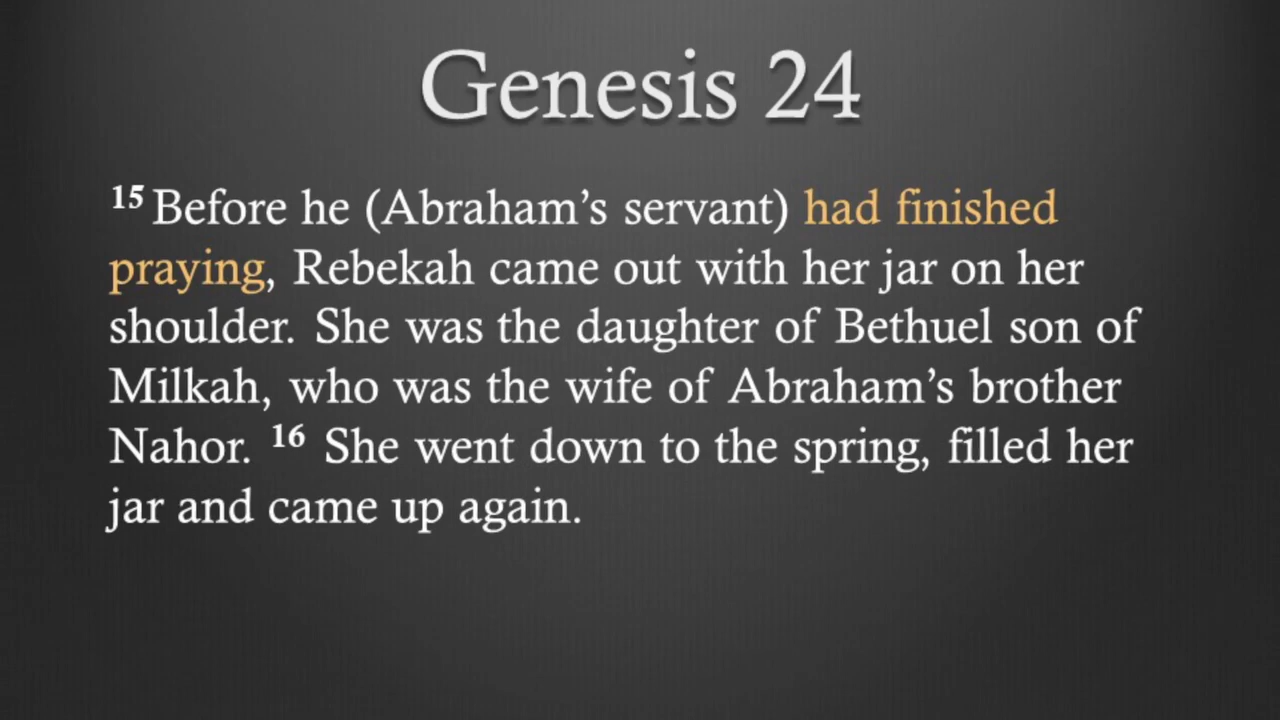 Genesis 24
15 Before he (Abraham’s servant) had finished
praying, Rebekah came out with her jar on her
shoulder. She was the daughter of Bethuel son of
Milkah, who was the wife of Abraham’s brother
Nahor. 16 She went down to the spring, filled her
jar and came up again.